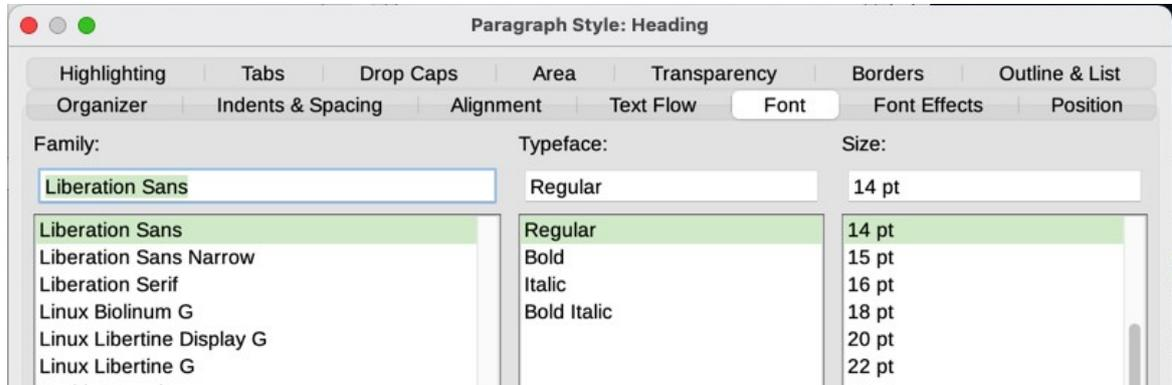 Paragraph Style: Heading
Highlighting Tabs Drop Caps Area Transparency Borders Outline & List
Organizer Indents & Spacing Alignment Text Flow Font Font Effects Position
Family: Typeface: Size:
Liberation Sans Regular 14 pt
Liberation Sans Regular 14 pt
Liberation Sans Narrow Bold 15 pt
Liberation Serif Italic 16 pt
Linux Biolinum G Bold Italic 18 pt
Linux Libertine Display G 20 pt
Linux Libertine G 22 pt